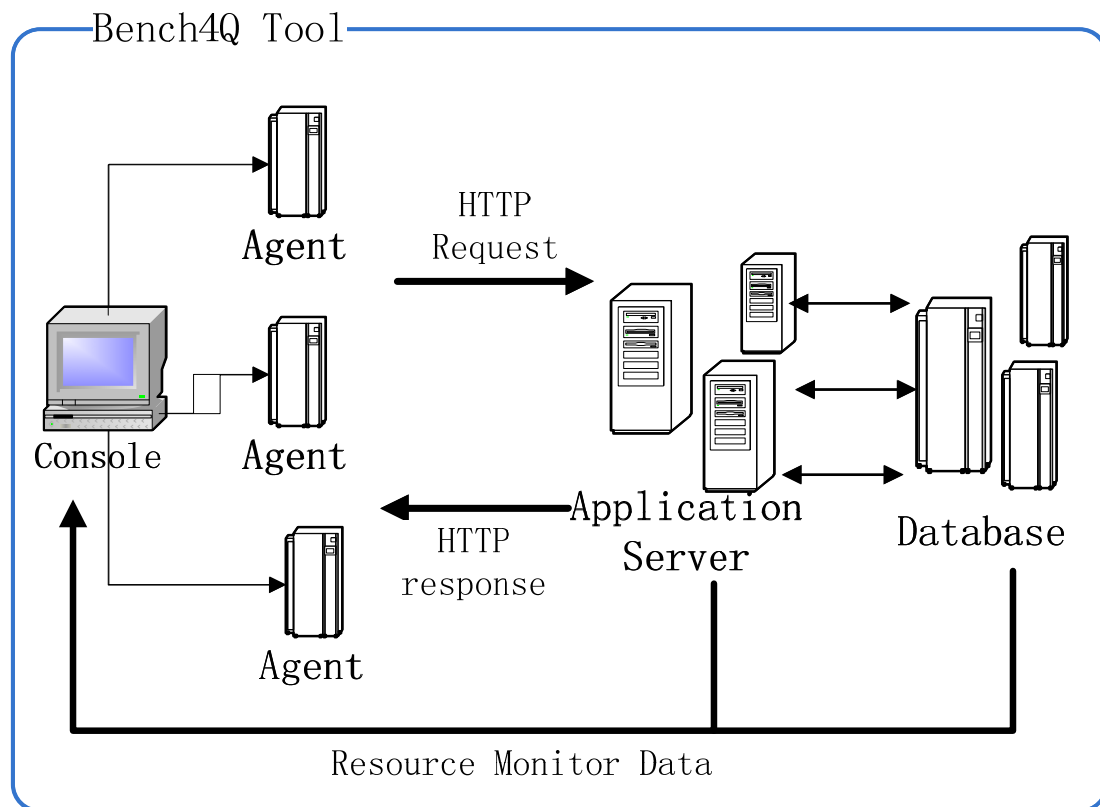 Bench4Q Tool
Agent
HTTP
Request
Console
Agent
HTTP
response
Application
Server
Database
Agent
Resource Monitor Data